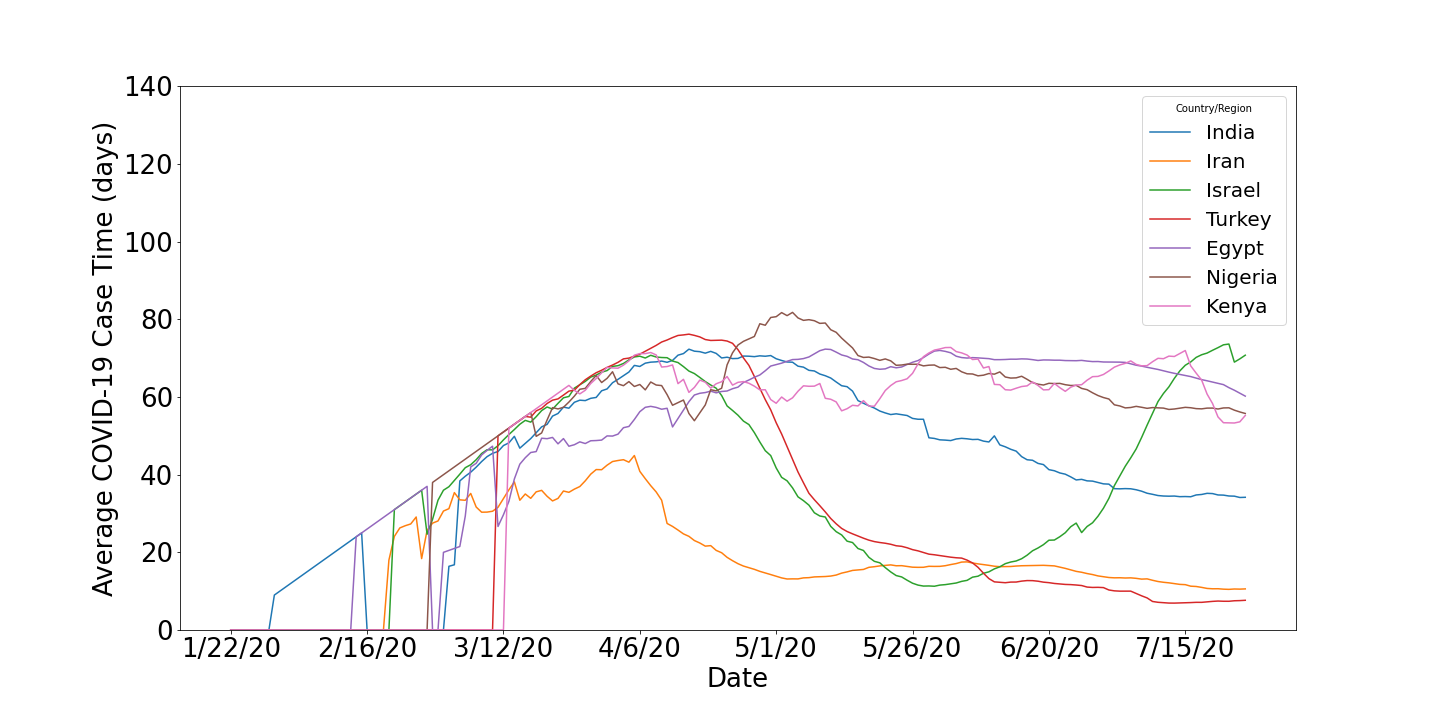 Average COVID-19 Case Time (days)
140
120
100
80
60
40
20
0
Country/Region
India
Iran
Israel
Turkey
Egypt
Nigeria
Kenya
1/22/20 2/16/20 3/12/20 4/6/20 5/1/20 5/26/20 6/20/20 7/15/20
Date